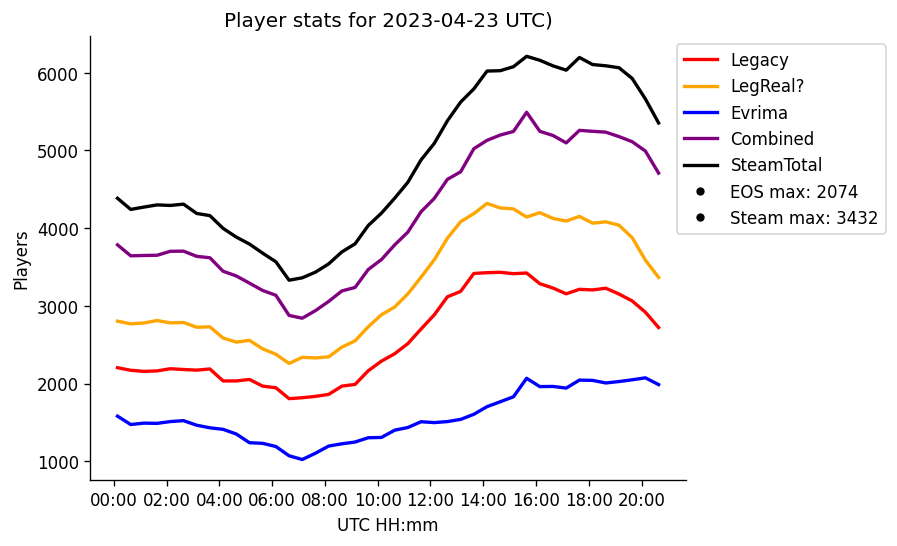 Player stats for 2023-04-23 UTC)
Players
6000
5000
4000
3000
2000
1000
00:00 02:00 04:00 06:00 08:00 10:00 12:00 14:00 16:00 18:00 20:00
UTC HH:mm
Legacy
LegReal?
Evrima
Combined
SteamTotal
EOS max: 2074
Steam max: 3432